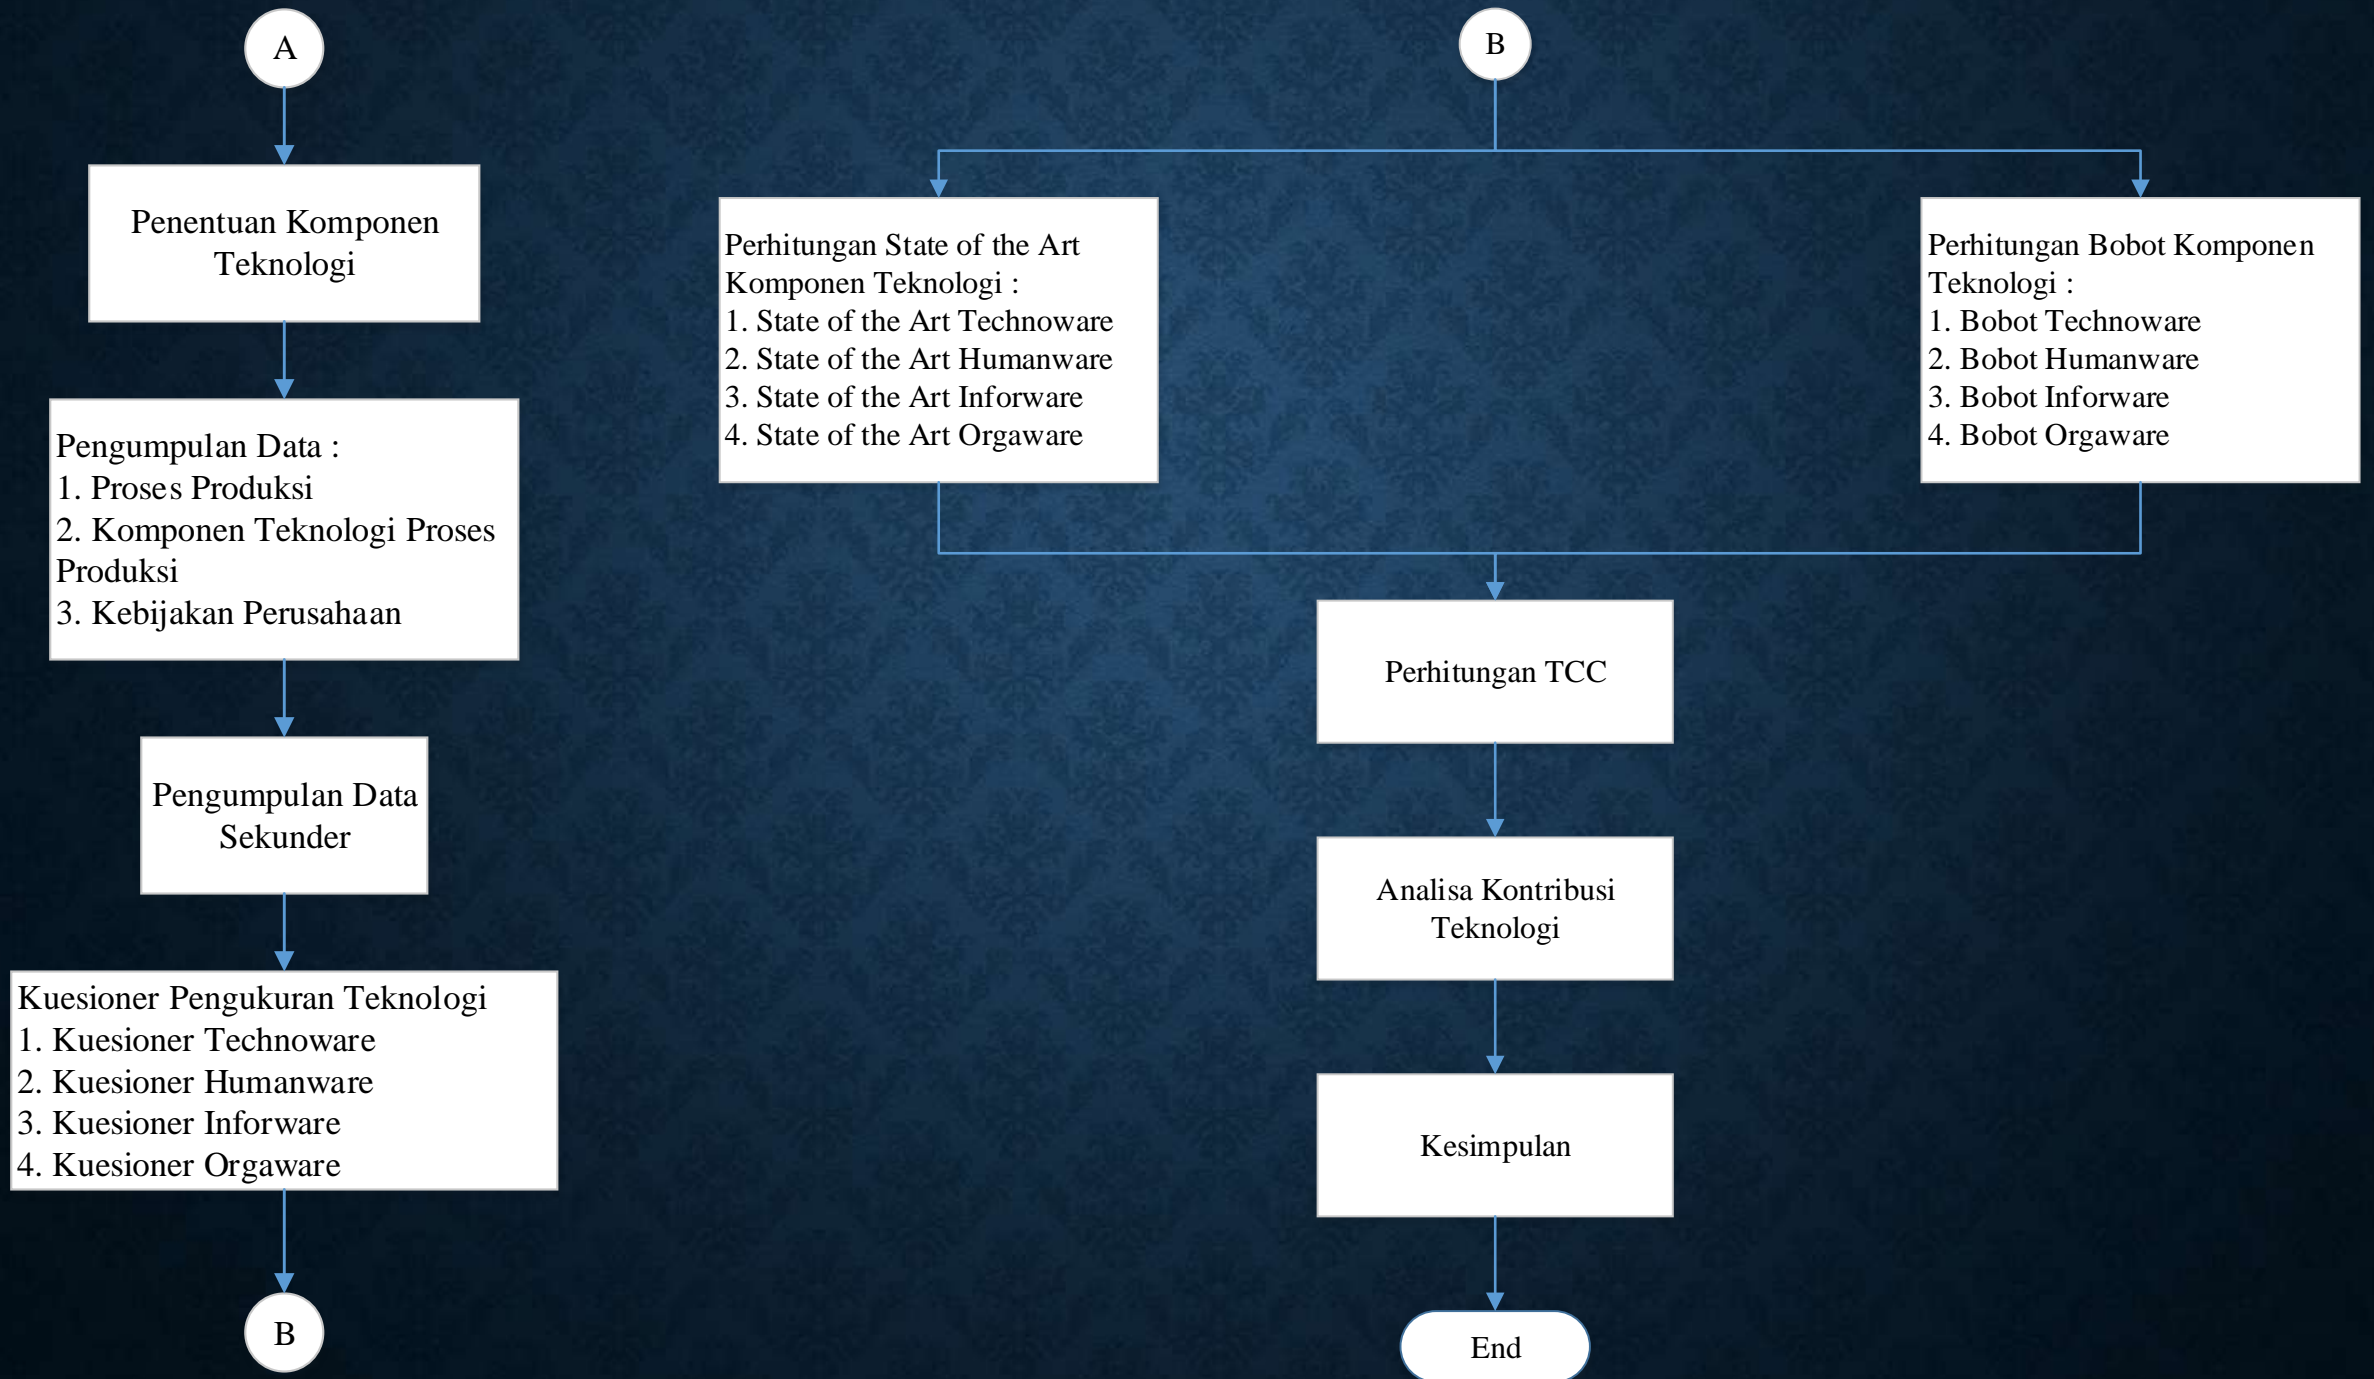 A
Penentuan Komponen
Teknologi
Pengumpulan Data :
1. Proses Produksi
2. Komponen Teknologi Proses
Produksi
3. Kebijakan Perusahaan
Pengumpulan Data
Sekunder
Kuesioner Pengukuran Teknologi
1. Kuesioner Technoware
2. Kuesioner Humanware
3. Kuesioner Inforware
4. Kuesioner Orgaware
B
B
Perhitungan State of the Art
Komponen Teknologi :
1. State of the Art Technoware
2. State of the Art Humanware
3. State of the Art Inforware
4. State of the Art Orgaware
Perhitungan Bobot Komponen
Teknologi :
1. Bobot Technoware
2. Bobot Humanware
3. Bobot Inforware
4. Bobot Orgaware
Perhitungan TCC
Analisa Kontribusi
Teknologi
Kesimpulan
End